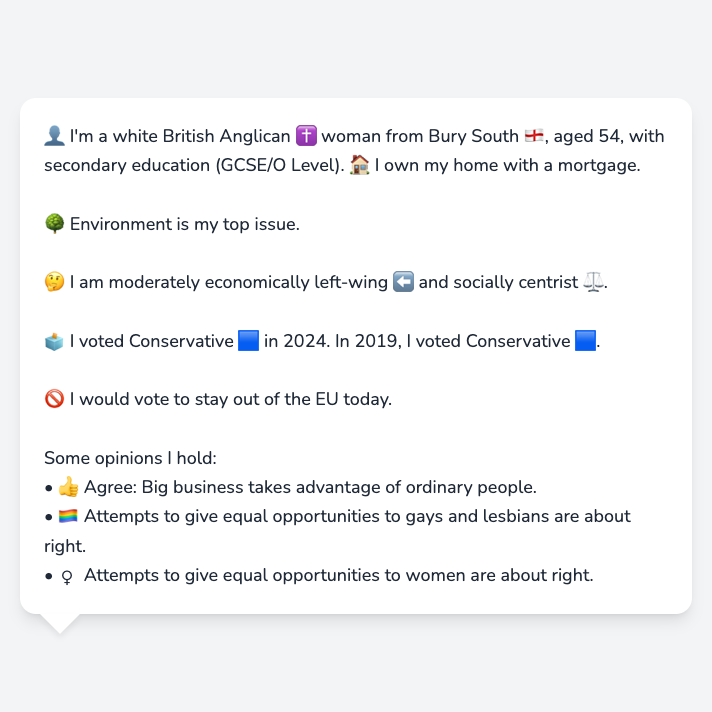 👤 I'm a white British Anglican ✝️ woman from Bury South 🏴󠁧󠁢󠁥󠁮󠁧󠁿, aged 54, with
secondary education (GCSE/O Level). 🏠 I own my home with a mortgage.
🌳 Environment is my top issue.
🤔 I am moderately economically left-wing ⬅️ and socially centrist ⚖️.
🗳️ I voted Conservative 🟦 in 2024. In 2019, I voted Conservative 🟦.
🚫 I would vote to stay out of the EU today.
Some opinions I hold:
• 👍 Agree: Big business takes advantage of ordinary people.
• 🏳️‍🌈 Attempts to give equal opportunities to gays and lesbians are about
right.
• ♀ Attempts to give equal opportunities to women are about right.